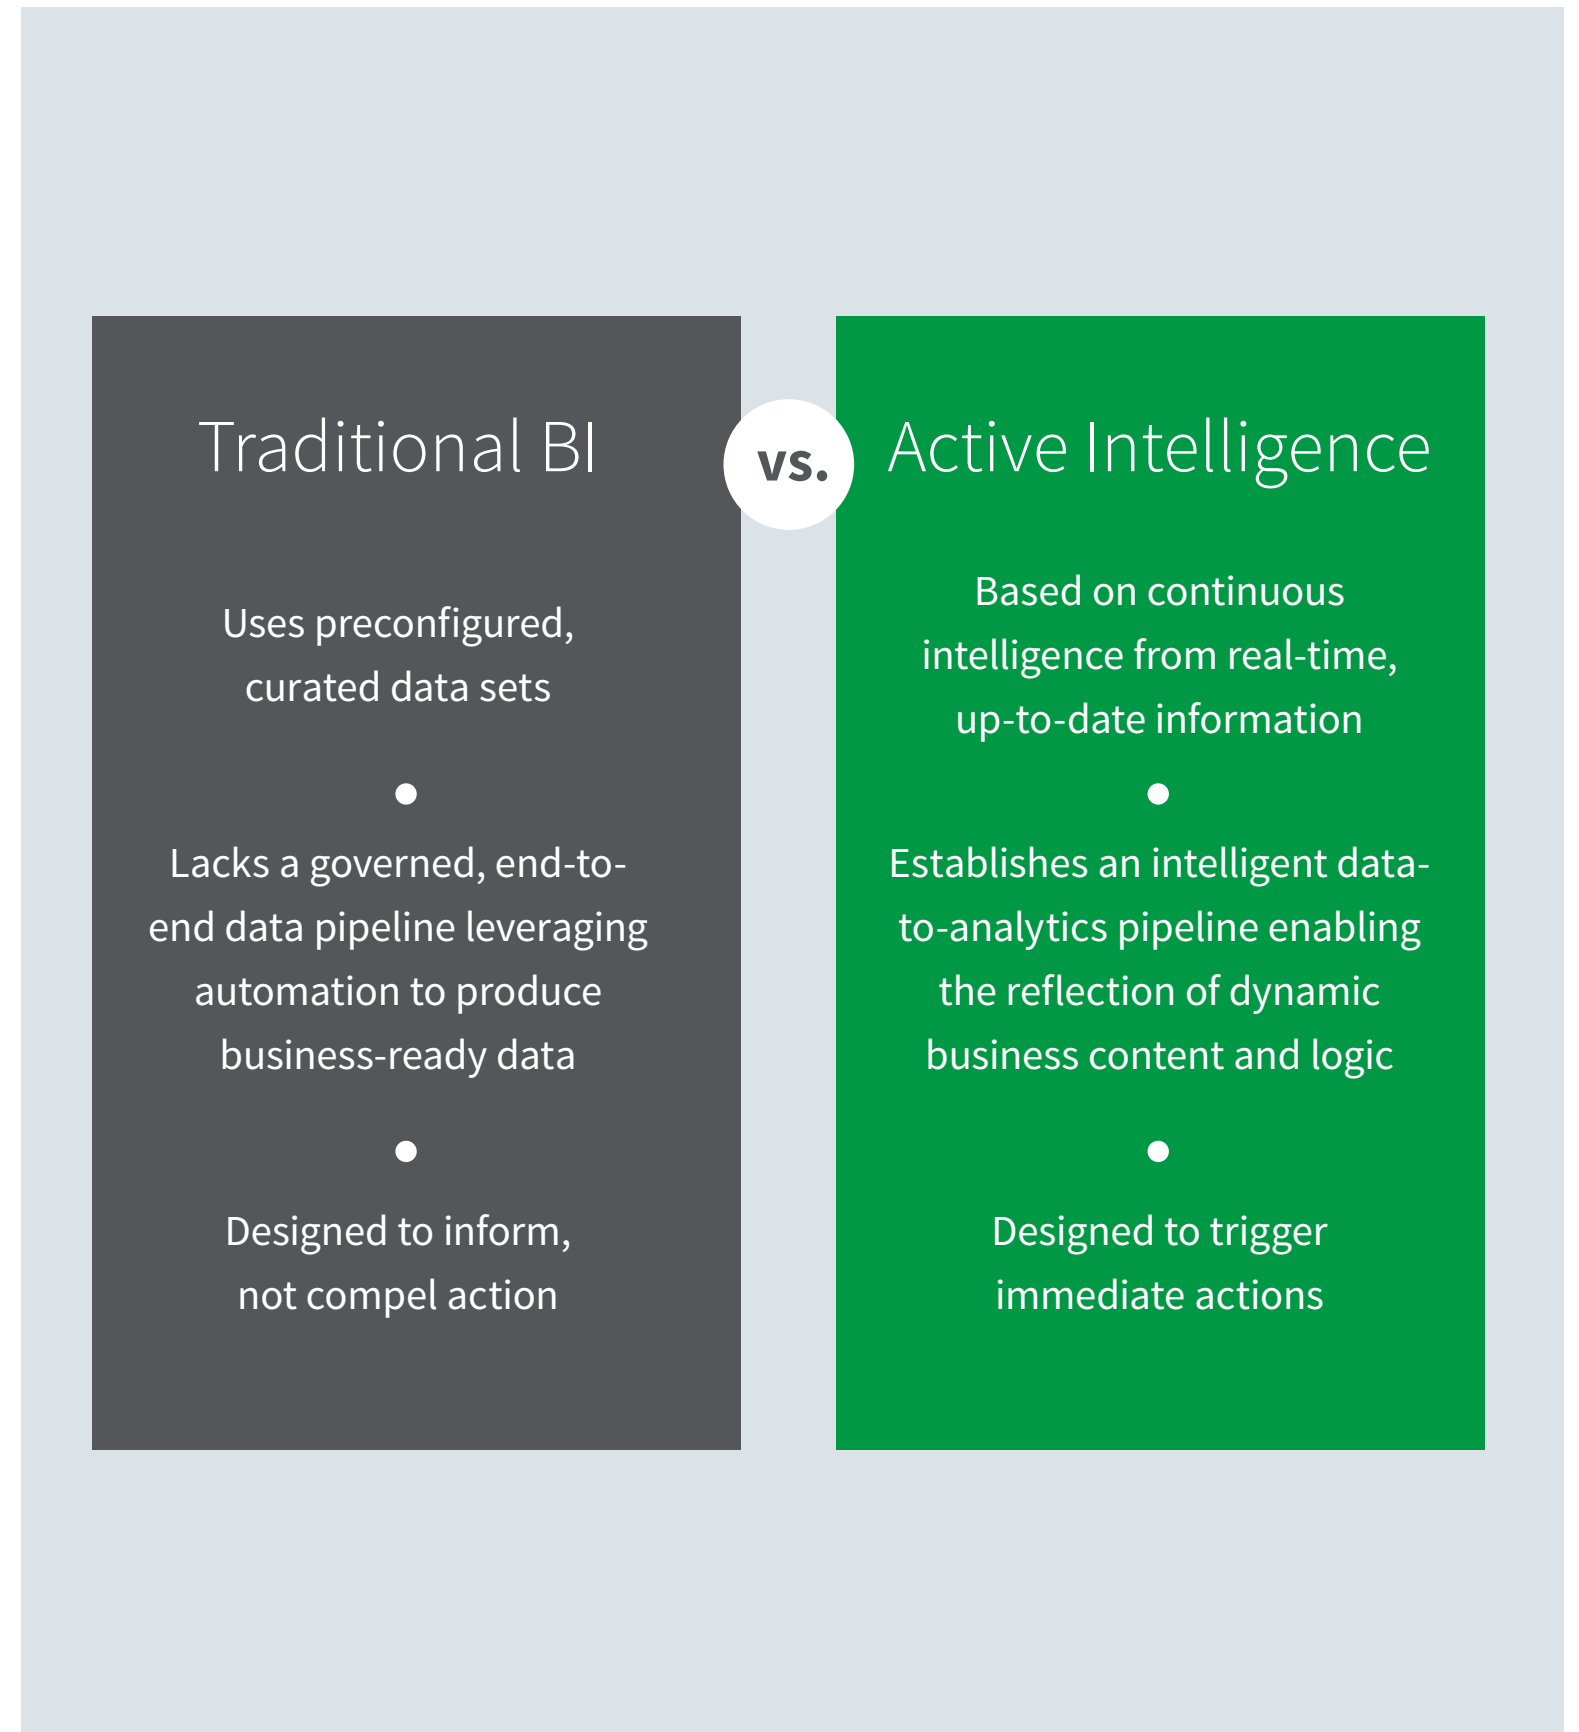 Traditional BI
Uses preconfigured,
curated data sets
Lacks a governed, end-to-
end data pipeline leveraging
automation to produce
business-ready data
Designed to inform,
not compel action
vs.
Active Intelligence
Based on continuous
intelligence from real-time,
up-to-date information
Establishes an intelligent data-
to-analytics pipeline enabling
the reflection of dynamic
business content and logic
Designed to trigger
immediate actions